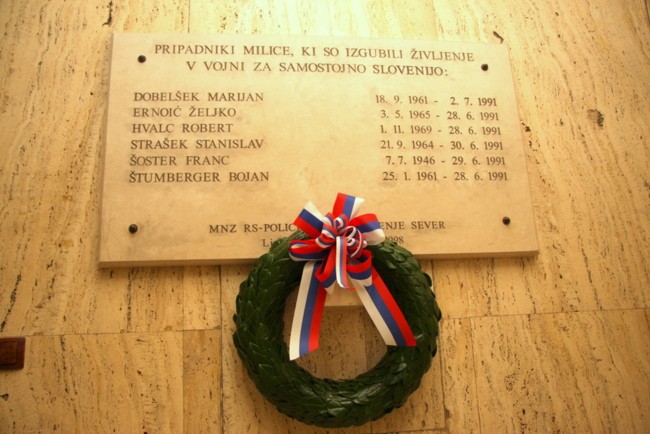 PRIPADNIKI MILICE, KI SO IZGUBILI ŽIVLJENJE
V VOJNI ZA SAMOSTOJNO SLOVENIJO:
DOBELŠEK MARIJAN 18. 9. 1961 - 2. 7. 1991
ERNOIĆ ŽELJKO 3. 5. 1965 - 28. 6. 1991
HVALC ROBERT 1. 11. 1969 - 28. 6. 1991
STRAŠEK STANISLAV 21. 9. 1964 - 30. 6. 1991
ŠOSTER FRANC 7. 7. 1946 - 29. 6. 1991
ŠTUMBERGER BOJAN 25. 1. 1961 - 28. 6. 1991
MNZ RS-POLIC ENJE SEVER